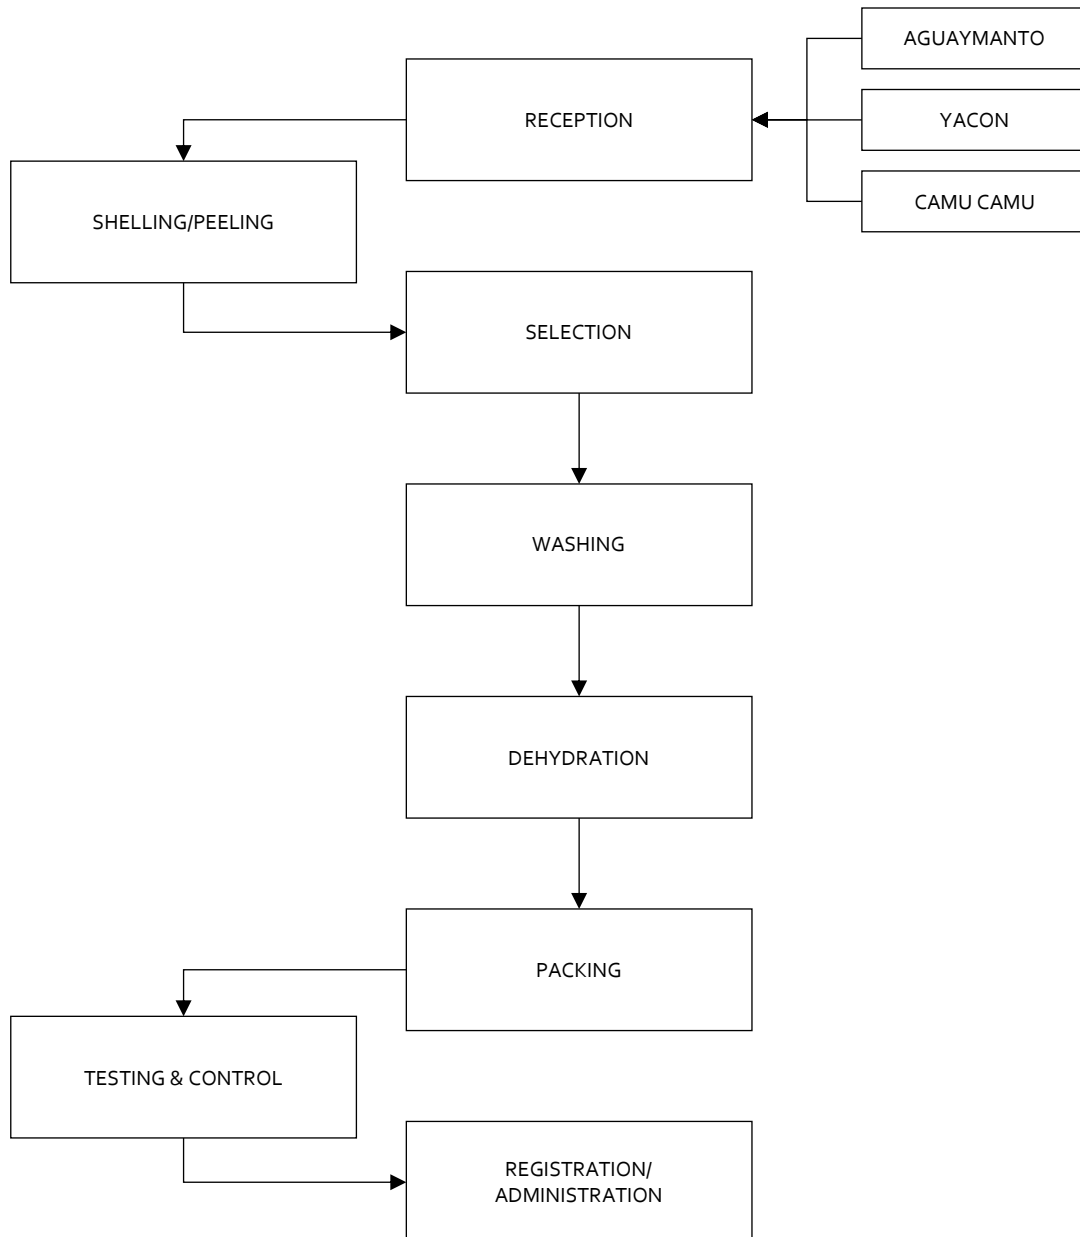 AGUAYMANTO
RECEPTION
YACON
CAMU CAMU
SHELLING/PEELING
SELECTION
WASHING
DEHYDRATION
PACKING
TESTING & CONTROL
REGISTRATION/
ADMINISTRATION